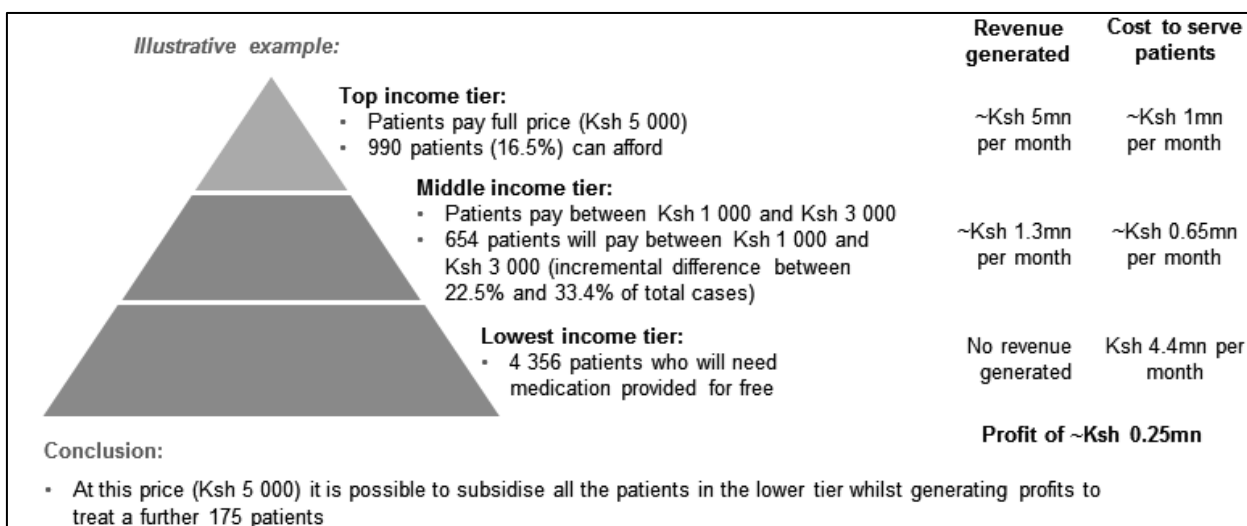 Illustrative example:
Revenue generated
Cost to serve patients
Top income tier:
• Patients pay full price (Ksh 5 000)
• 990 patients (16.5%) can afford
~Ksh 5mn per month
~Ksh 1mn per month
Middle income tier:
• Patients pay between Ksh 1 000 and Ksh 3 000
• 654 patients will pay between Ksh 1 000 and
Ksh 3 000 (incremental difference between
22.5% and 33.4% of total cases)
~Ksh 1.3mn per month
~Ksh 0.65mn per month
Lowest income tier:
• 4 356 patients who will need
medication provided for free
No revenue generated
Ksh 4.4mn per month
Profit of ~Ksh 0.25mn
Conclusion:
• At this price (Ksh 5 000) it is possible to subsidise all the patients in the lower tier whilst generating profits to
treat a further 175 patients